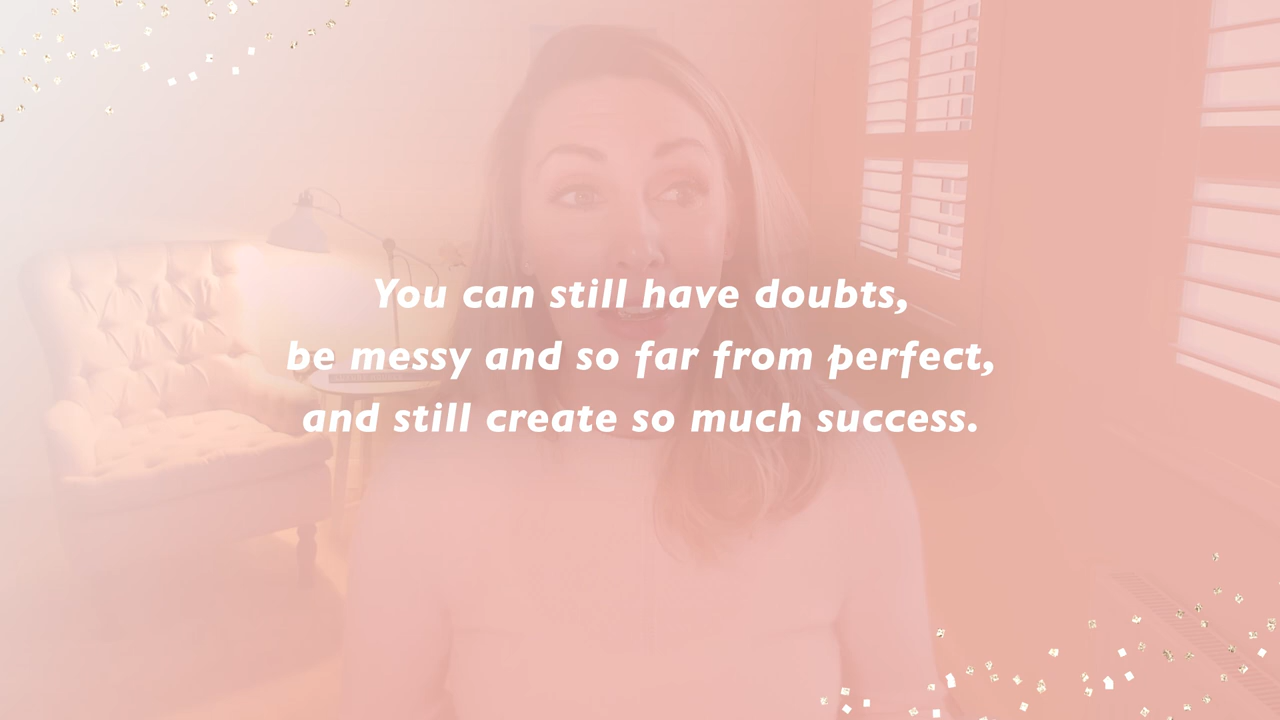 You can still have doubts,
be messy and so far from perfect,
and still create so much success.